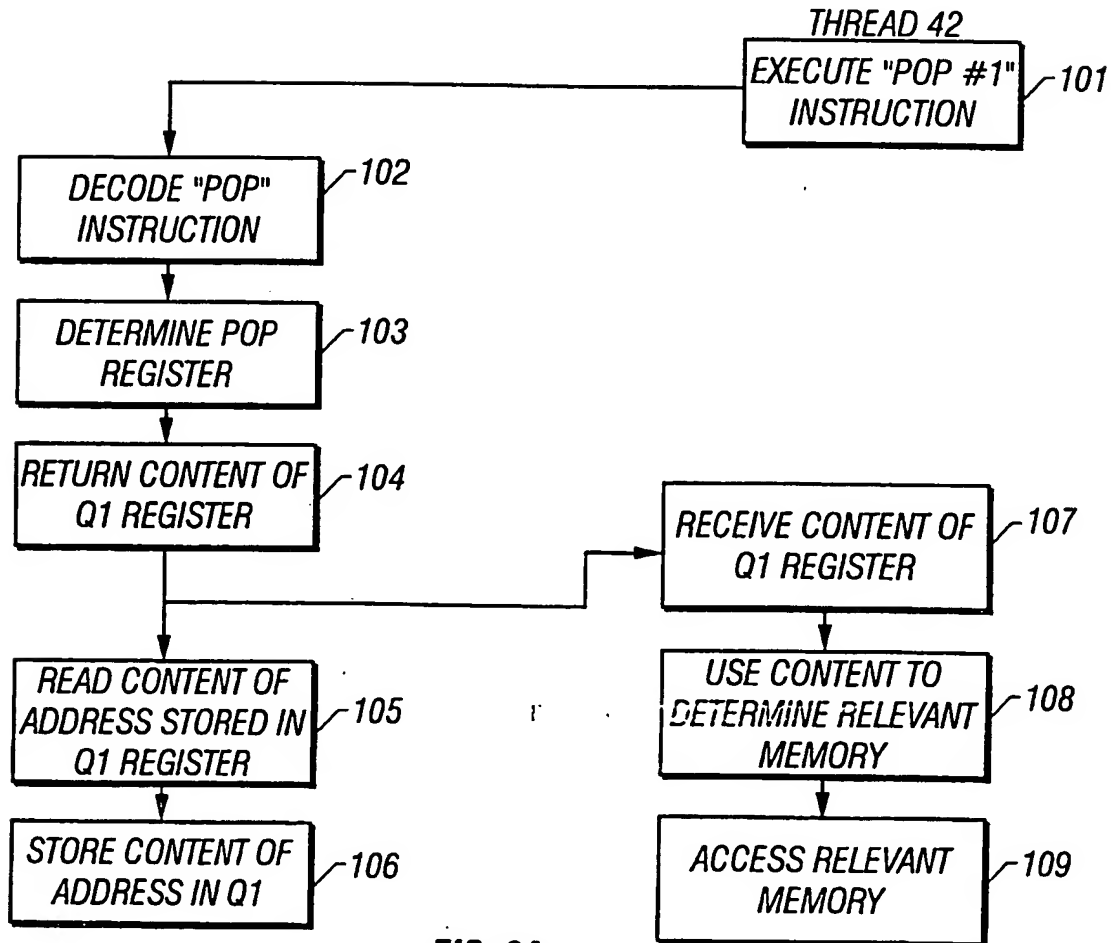 THREAD 42
EXECUTE "POP #1"
INSTRUCTION
101
DECODE "POP"
INSTRUCTION
102
DETERMINE POP
REGISTER
103
RETURN CONTENT OF
Q1 REGISTER
104
RECEIVE CONTENT OF
Q1 REGISTER
107
READ CONTENT OF
ADDRESS STORED IN
Q1 REGISTER
105
USE CONTENT TO
DETERMINE RELEVANT
MEMORY
108
STORE CONTENT OF
ADDRESS IN Q1
106
ACCESS RELEVANT
MEMORY
109